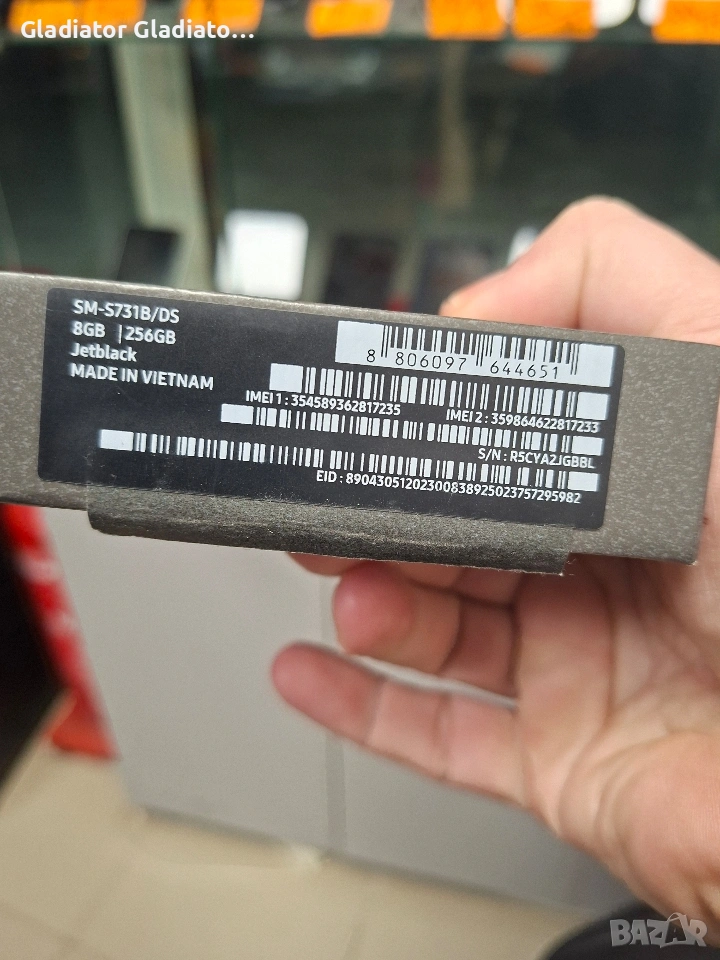 Gladiator Gladiato...
SM-S731B/DS
8GB | 256GB
Jetblack
MADE IN VIETNAM
8 806097 644651
IMEI 1 : 354589362817235
IMEI 2 : 359864622817233
S/N : R5CYA2JGBBL
EID : 89043051202300838925023757295982
BAZAR